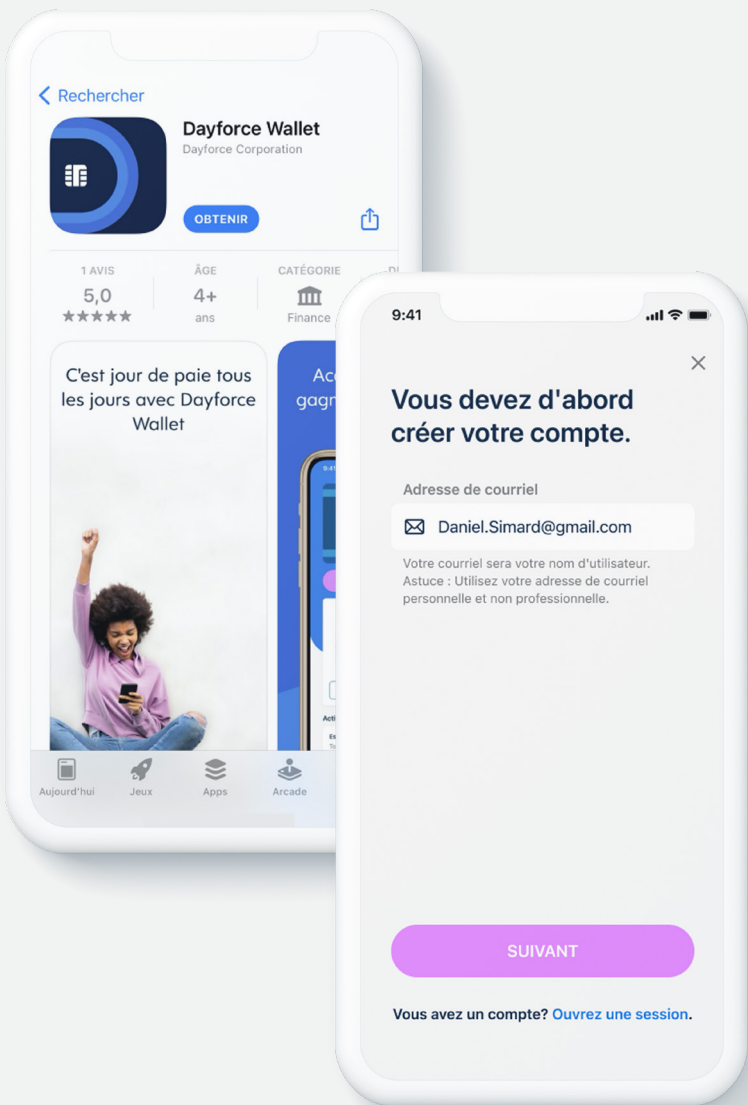 Rechercher
Dayforce Wallet
Dayforce Corporation
OBTENIR
1 AVIS
5,0
ÂGE
4+
ans
CATÉGORIE
Finance
C'est jour de paie tous
les jours avec Dayforce
Wallet
Aujourd'hui
Jeux
Apps
Arcade
9:41
Vous devez d'abord
créer votre compte.
Adresse de courriel
Daniel.Simard@gmail.com
Votre courriel sera votre nom d'utilisateur.
Astuce : Utilisez votre adresse de courriel
personnelle et non professionnelle.
SUIVANT
Vous avez un compte? Ouvrez une session.